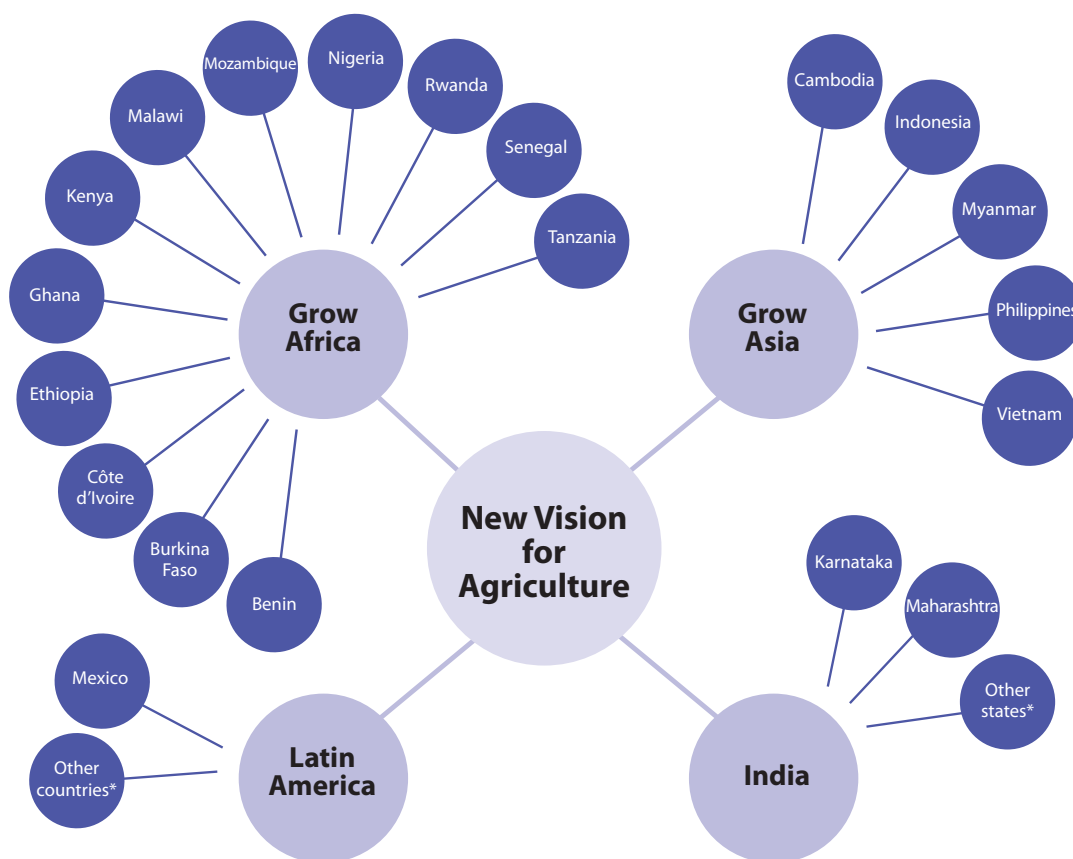 Mozambique
Nigeria
Rwanda
Malawi
Senegal
Kenya
Tanzania
Ghana
Ethiopia
Côte
d’Ivoire
Burkina
Faso
Benin
Grow
Africa
Cambodia
Indonesia
Myanmar
Philippines
Vietnam
Grow
Asia
New Vision
for
Agriculture
Mexico
Other
countries*
Latin
America
Karnataka
Maharashtra
Other
states*
India